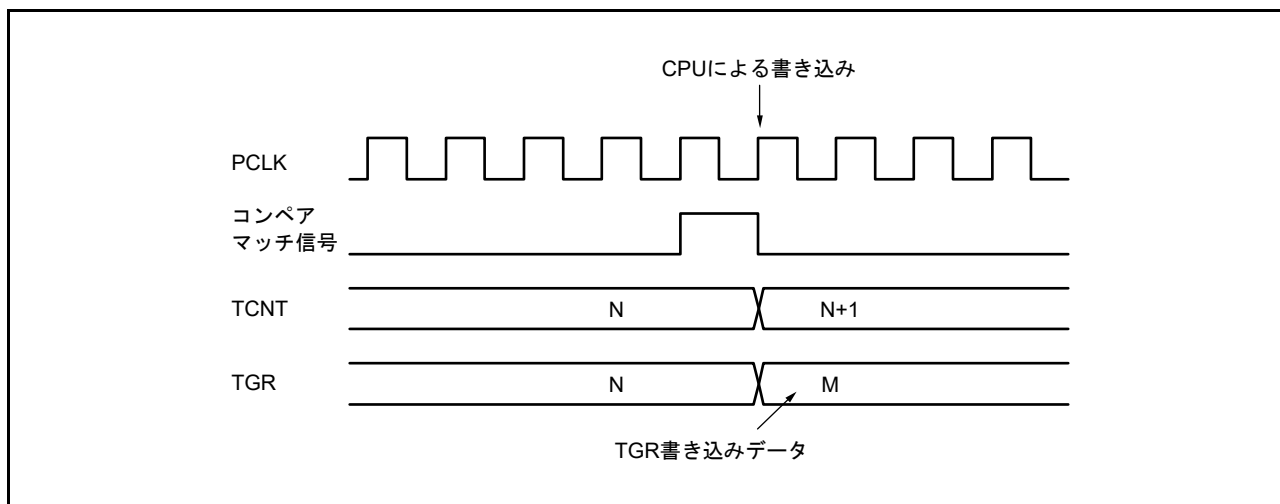 CPUによる書き込み
PCLK
コンペア
マッチ信号
TCNT
N
N+1
TGR
N
M
TGR書き込みデータ